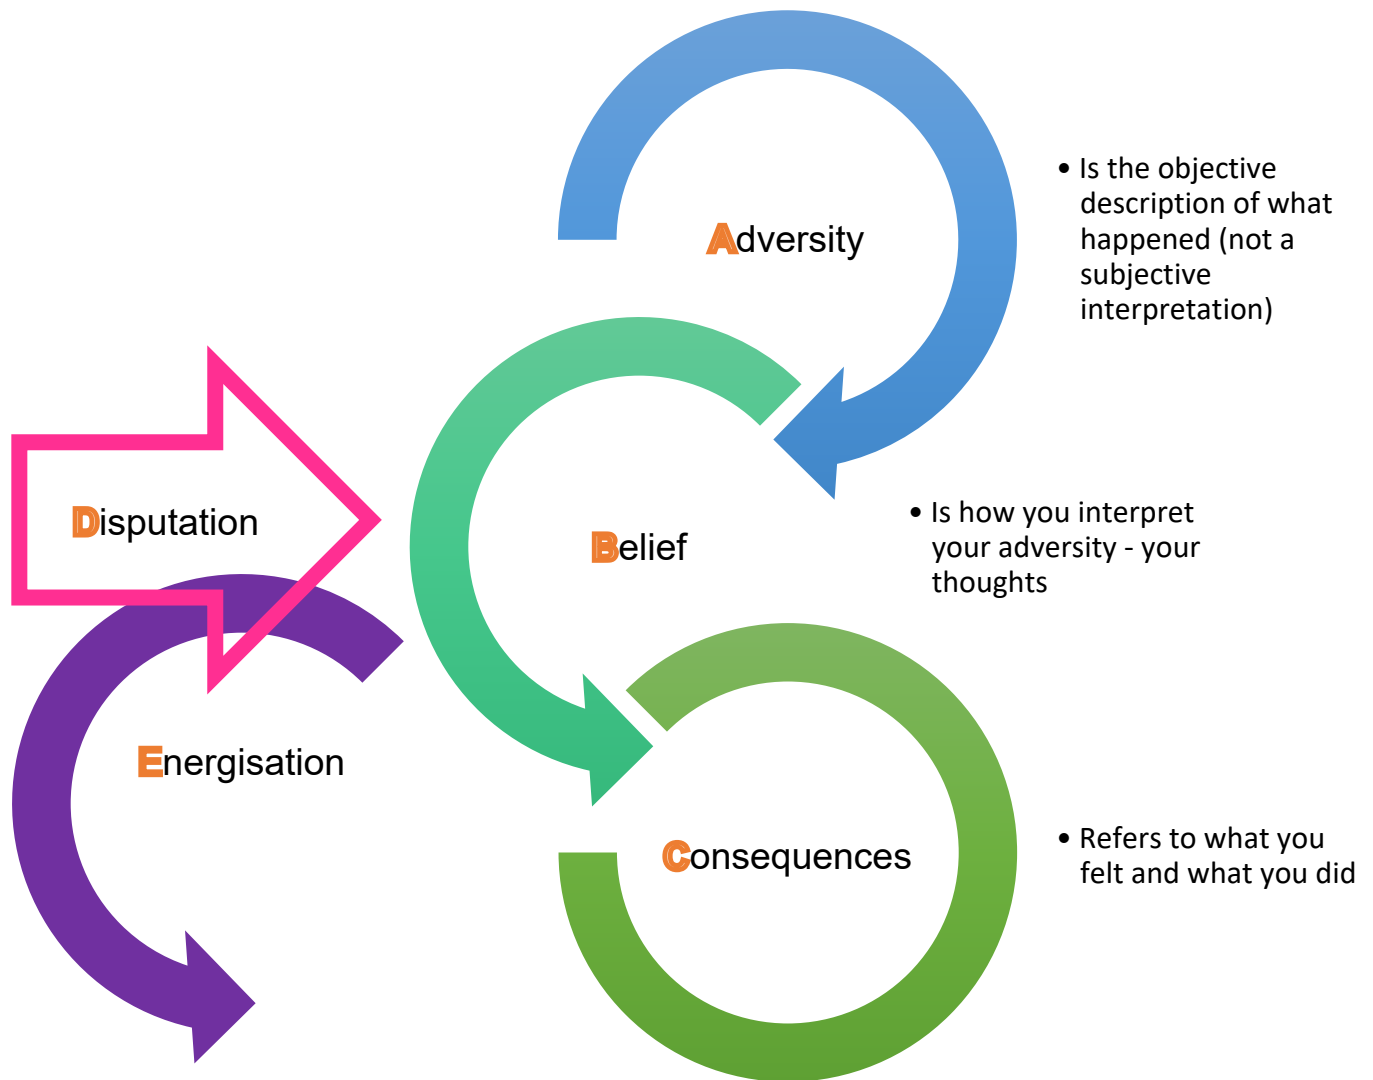 Adversity
• Is the objective
description of what
happened (not a
subjective
interpretation)
Disputation
Belief
• Is how you interpret
your adversity - your
thoughts
Energisation
Consequences
• Refers to what you
felt and what you did